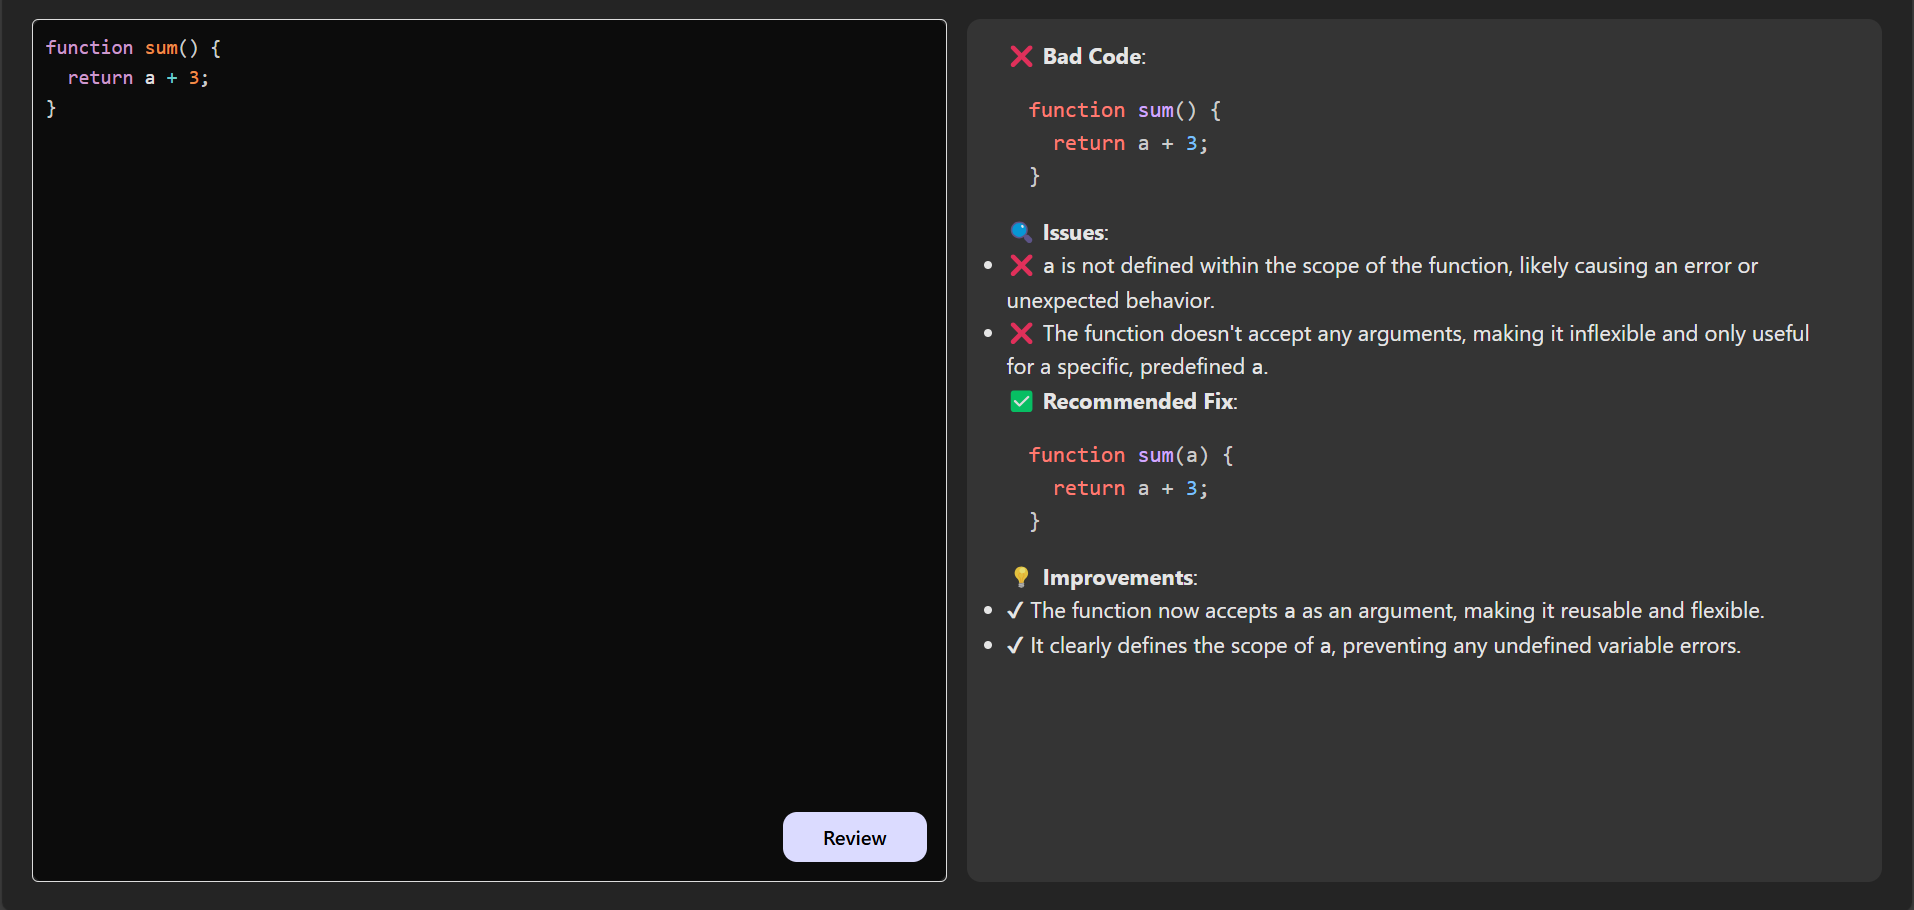 function sum() {
  return a + 3;
}
Review
❌ Bad Code:
function sum() {
  return a + 3;
}
🔍 Issues:
• ❌ a is not defined within the scope of the function, likely causing an error or
unexpected behavior.
• ❌ The function doesn't accept any arguments, making it inflexible and only useful
for a specific, predefined a.
✅ Recommended Fix:
function sum(a) {
  return a + 3;
}
💡 Improvements:
• ✔ The function now accepts a as an argument, making it reusable and flexible.
• ✔ It clearly defines the scope of a, preventing any undefined variable errors.